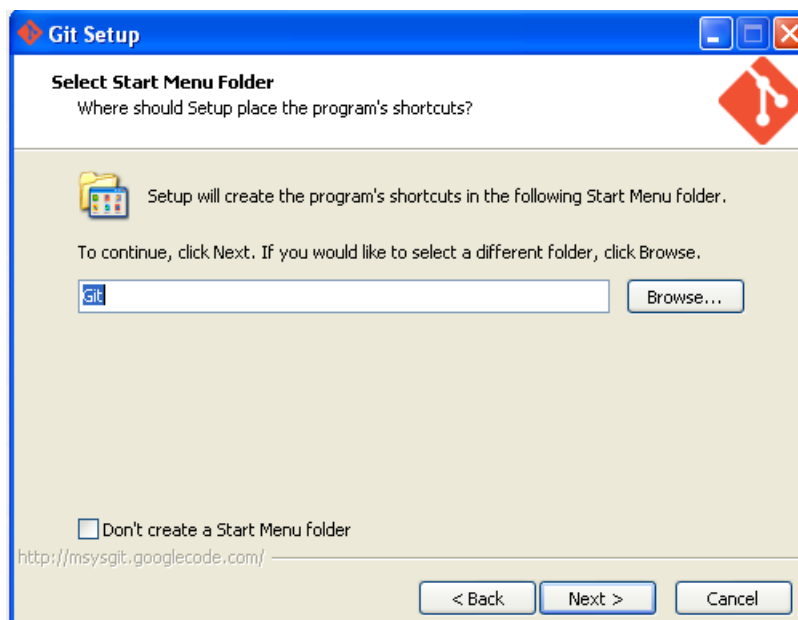 Git Setup
Select Start Menu Folder
Where should Setup place the program's shortcuts?
Setup will create the program's shortcuts in the following Start Menu folder.
To continue, click Next. If you would like to select a different folder, click Browse.
Git
Browse...
Don't create a Start Menu folder
http://msysgit.googlecode.com/
< Back
Next >
Cancel